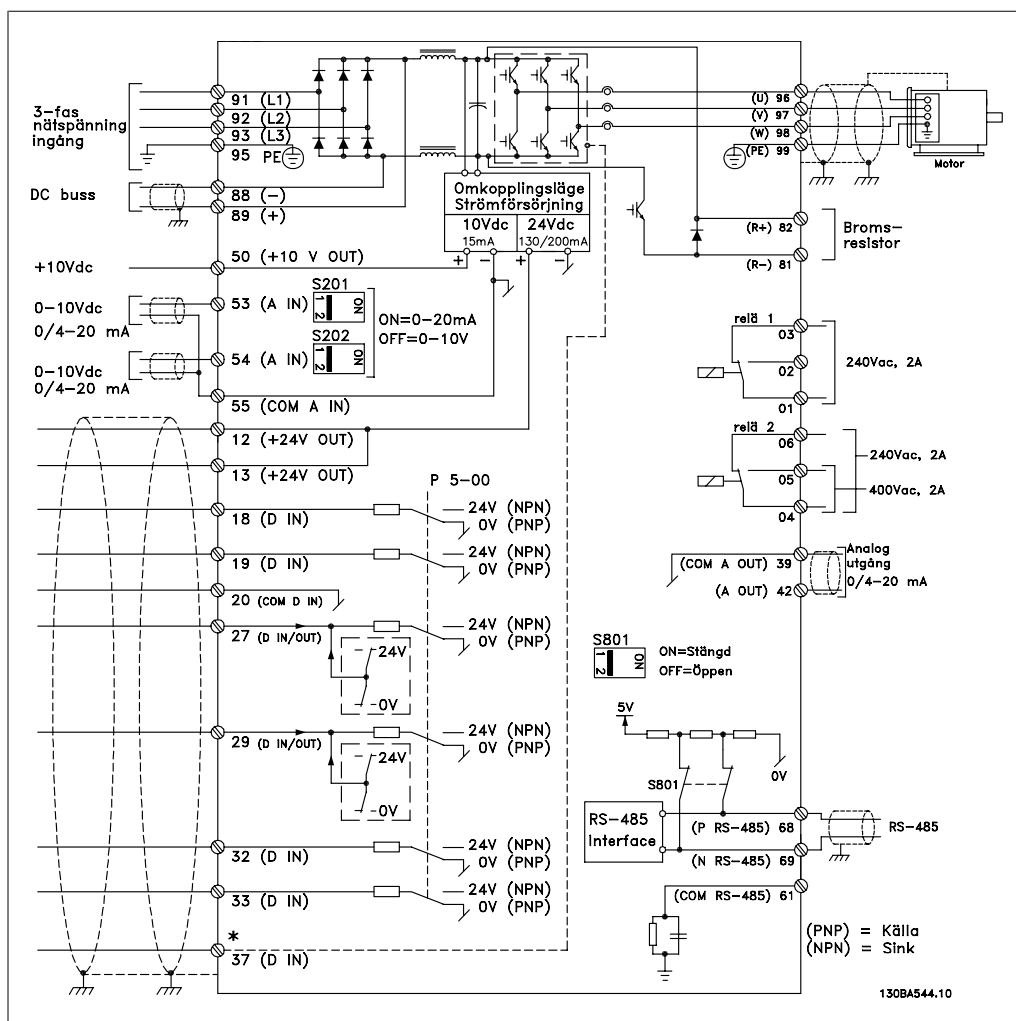 3-fas
nätspänning
ingång
91 (L1)
92 (L2)
93 (L3)
95 PE
DC buss
88 (-)
89 (+)
+10Vdc
50 (+10 V OUT)
0-10Vdc
0/4-20 mA
53 (A IN)
S201
ON
1 2
ON=0-20mA
OFF=0-10V
S202
ON
1 2
0-10Vdc
0/4-20 mA
54 (A IN)
55 (COM A IN)
12 (+24V OUT)
13 (+24V OUT)
P 5-00
18 (D IN)
24V (NPN)
0V (PNP)
19 (D IN)
24V (NPN)
0V (PNP)
20 (COM D IN)
27 (D IN/OUT)
24V (NPN)
0V (PNP)
24V
0V
29 (D IN/OUT)
24V (NPN)
0V (PNP)
24V
0V
32 (D IN)
24V (NPN)
0V (PNP)
33 (D IN)
24V (NPN)
0V (PNP)
*
37 (D IN)
Omkopplingsläge
Strömförsörjning
10Vdc
15mA
24Vdc
130/200mA
+ - + -
(U) 96
(V) 97
(W) 98
(PE) 99
Motor
(R+) 82
(R-) 81
Broms-
resistor
relä 1
03
02
01
240Vac, 2A
relä 2
06
05
04
240Vac, 2A
400Vac, 2A
(COM A OUT) 39
(A OUT) 42
Analog
utgång
0/4-20 mA
S801
ON
1 2
ON=Stängd
OFF=Öppen
5V
S801
0V
RS-485
Interface
(P RS-485) 68
(N RS-485) 69
RS-485
(COM RS-485) 61
(PNP) = Källa
(NPN) = Sink
130BA544.10